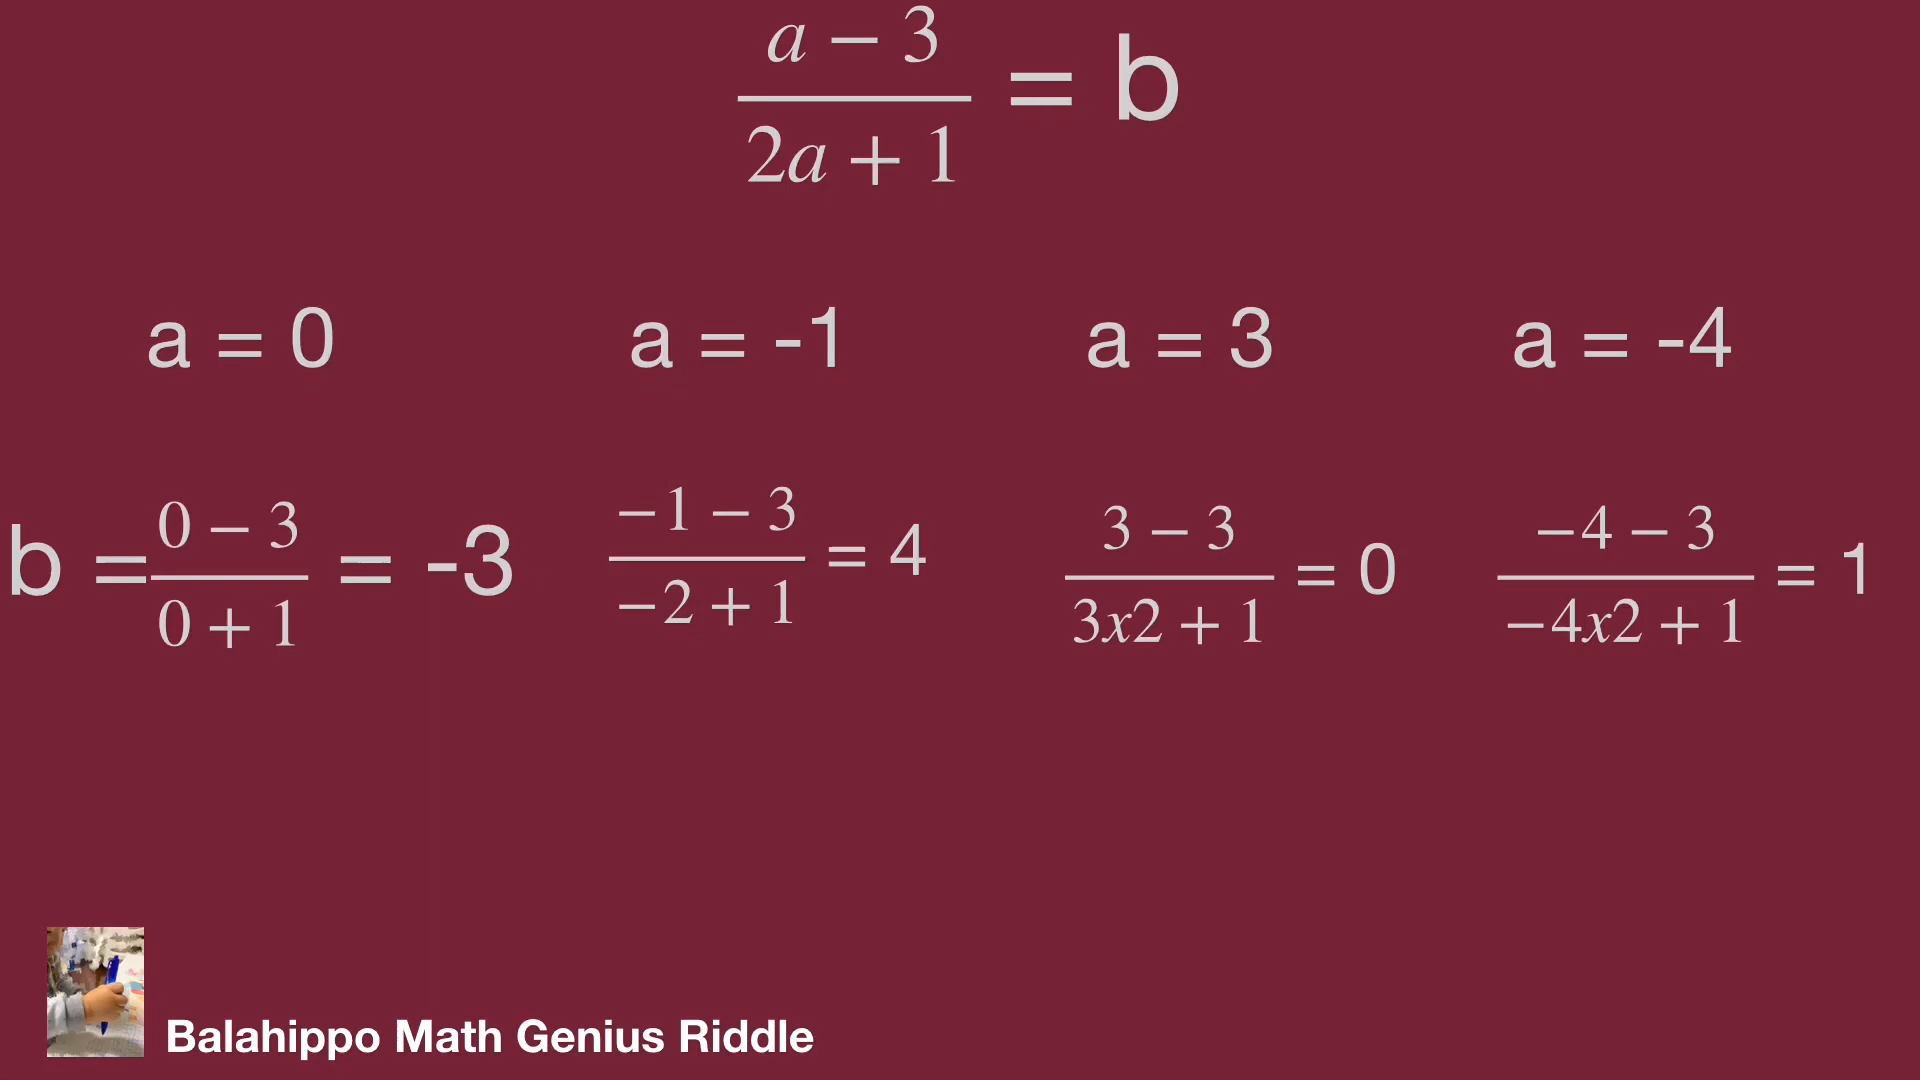 a − 3
2a + 1
= b
a = 0 a = -1 a = 3 a = -4
b = 0 − 3 / 0 + 1 = -3
−1 − 3 / −2 + 1 = 4
3 − 3 / 3x2 + 1 = 0
−4 − 3 / −4x2 + 1 = 1
Balahippo Math Genius Riddle